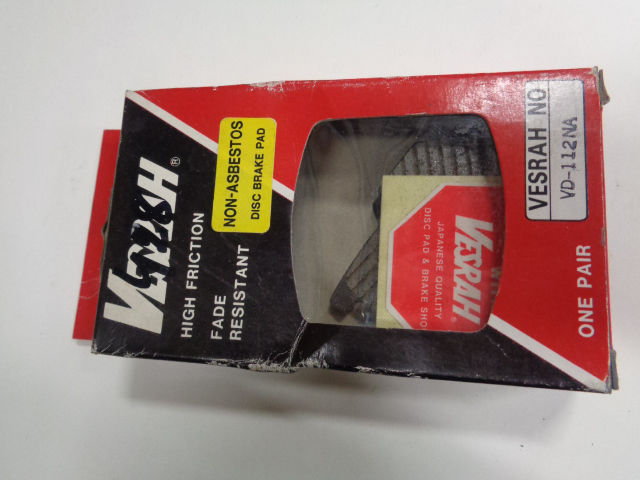 VESRAH®
HIGH FRICTION
FADE
RESISTANT
NON-ASBESTOS
DISC BRAKE PAD
VESRAH®
JAPANESE QUALITY
DISC PAD & BRAKE SHO
VESRAH NO
VD-112NA
ONE PAIR